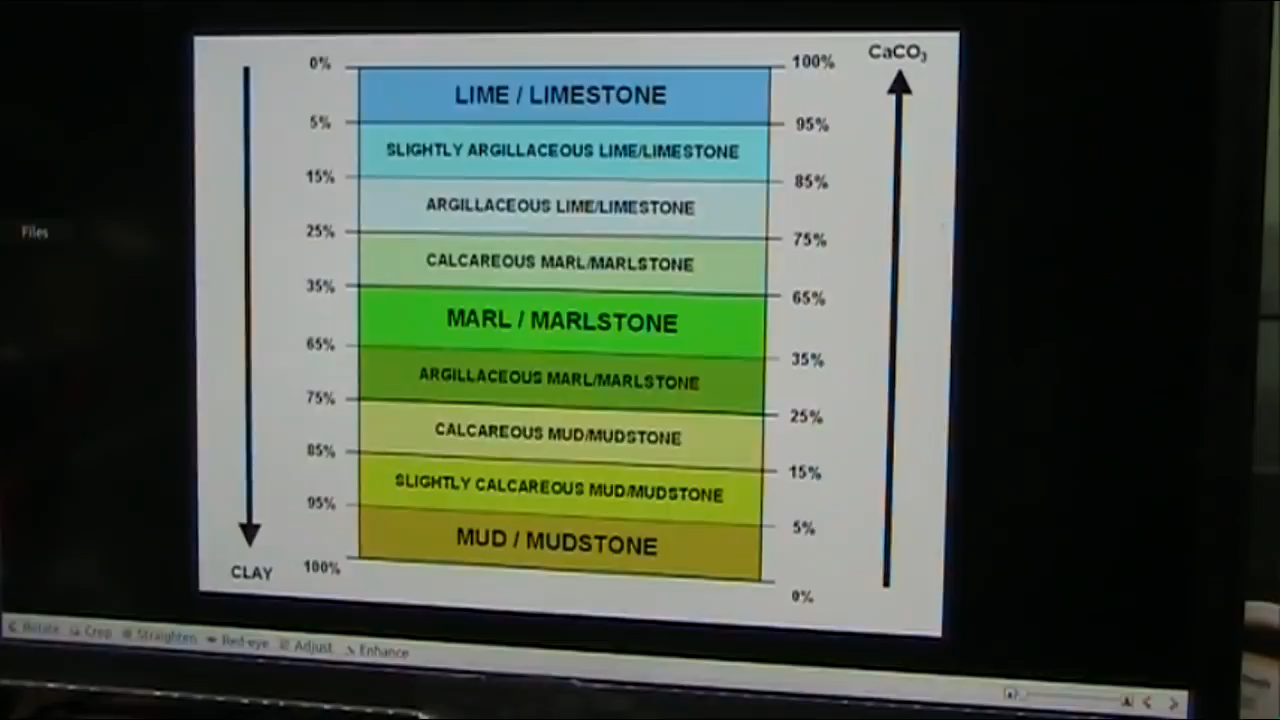 CaCO₃
0% 100%
LIME / LIMESTONE
5% 95%
SLIGHTLY ARGILLACEOUS LIME/LIMESTONE
15% 85%
ARGILLACEOUS LIME/LIMESTONE
25% 75%
CALCAREOUS MARL/MARLSTONE
35% 65%
MARL / MARLSTONE
65% 35%
ARGILLACEOUS MARL/MARLSTONE
75% 25%
CALCAREOUS MUD/MUDSTONE
85% 15%
SLIGHTLY CALCAREOUS MUD/MUDSTONE
95% 5%
MUD / MUDSTONE
100% 0%
CLAY
Files
Rotate Crop Straighten Red-eye Adjust Enhance